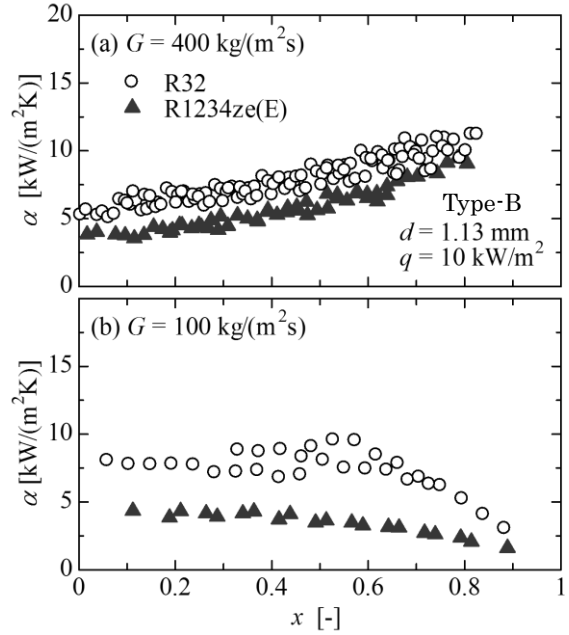 20
(a) G = 400 kg/(m²s)
R32
15
R1234ze(E)
10
α [kW/(m²K)]
5
Type-B
d = 1.13 mm
q = 10 kW/m²
0
(b) G = 100 kg/(m²s)
15
10
α [kW/(m²K)]
5
0
0 0.2 0.4 0.6 0.8 1
x [-]